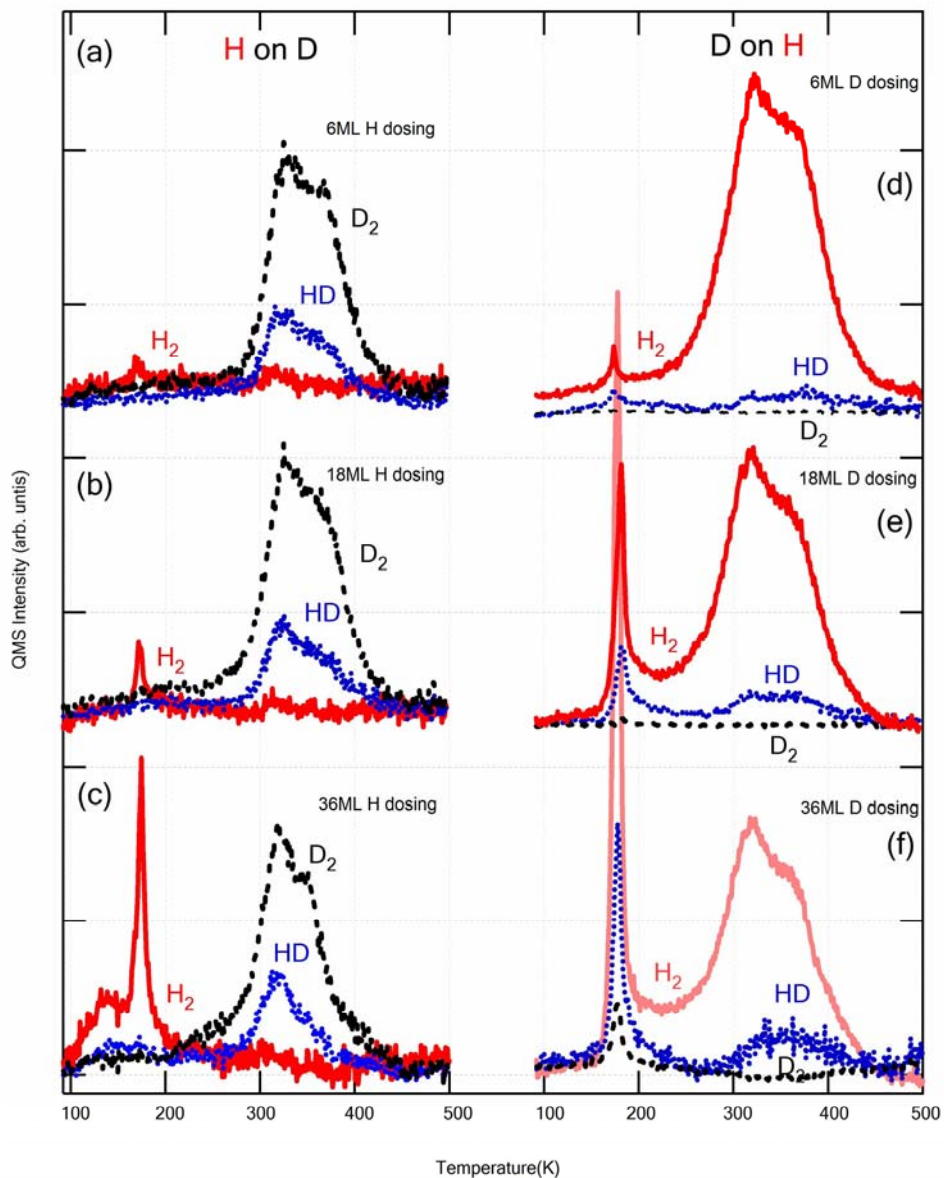 H on D
D on H
(a)
6ML H dosing
D2
HD
H2
6ML D dosing
(d)
H2
HD
D2
(b)
18ML H dosing
D2
HD
H2
18ML D dosing
(e)
H2
HD
D2
(c)
36ML H dosing
D2
HD
H2
36ML D dosing
(f)
H2
HD
D2
QMS Intensity (arb. untis)
100 200 300 400 500
100 200 300 400 500
Temperature(K)